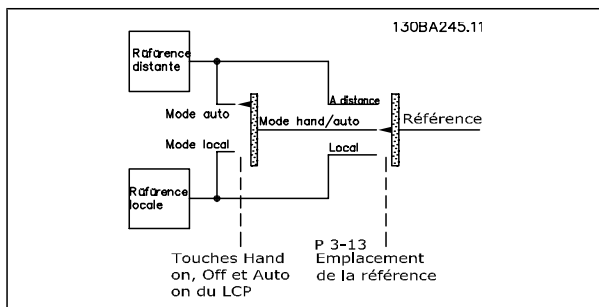 130BA245.11
Référence
distante
Mode auto
A distance
Mode hand/auto
Référence
Mode local
Local
Référence
locale
Touches Hand
on, Off et Auto
on du LCP
P 3-13
Emplacement
de la référence